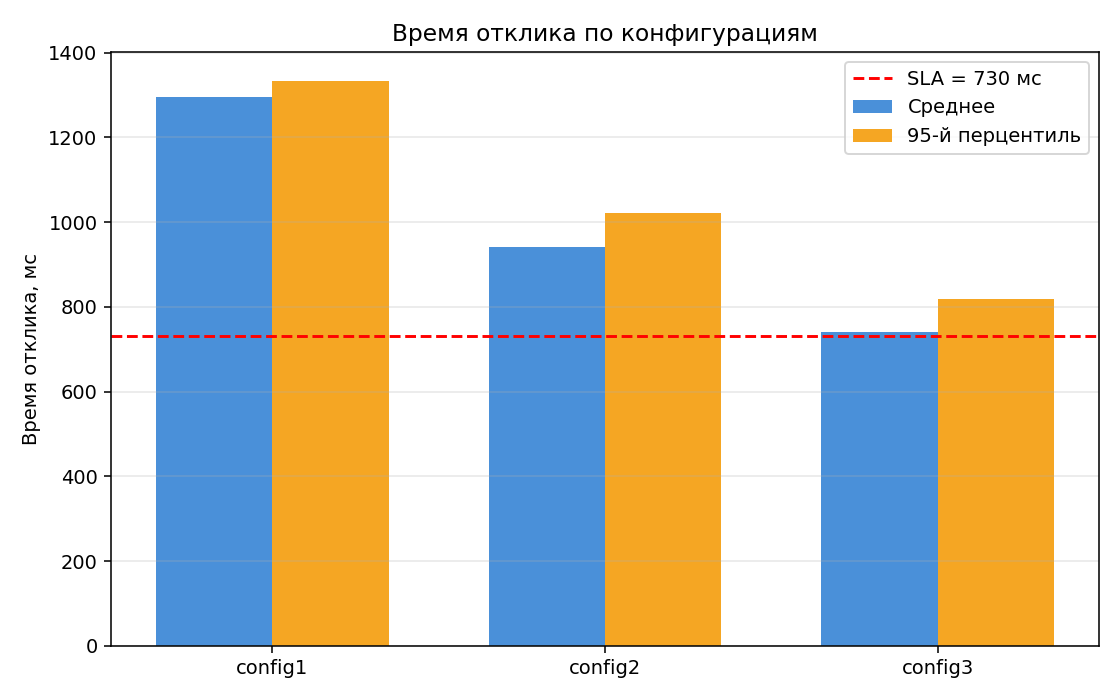 Время отклика по конфигурациям
1400
1200
1000
800
600
400
200
0
Время отклика, мс
SLA = 730 мс
Среднее
95-й перцентиль
config1
config2
config3